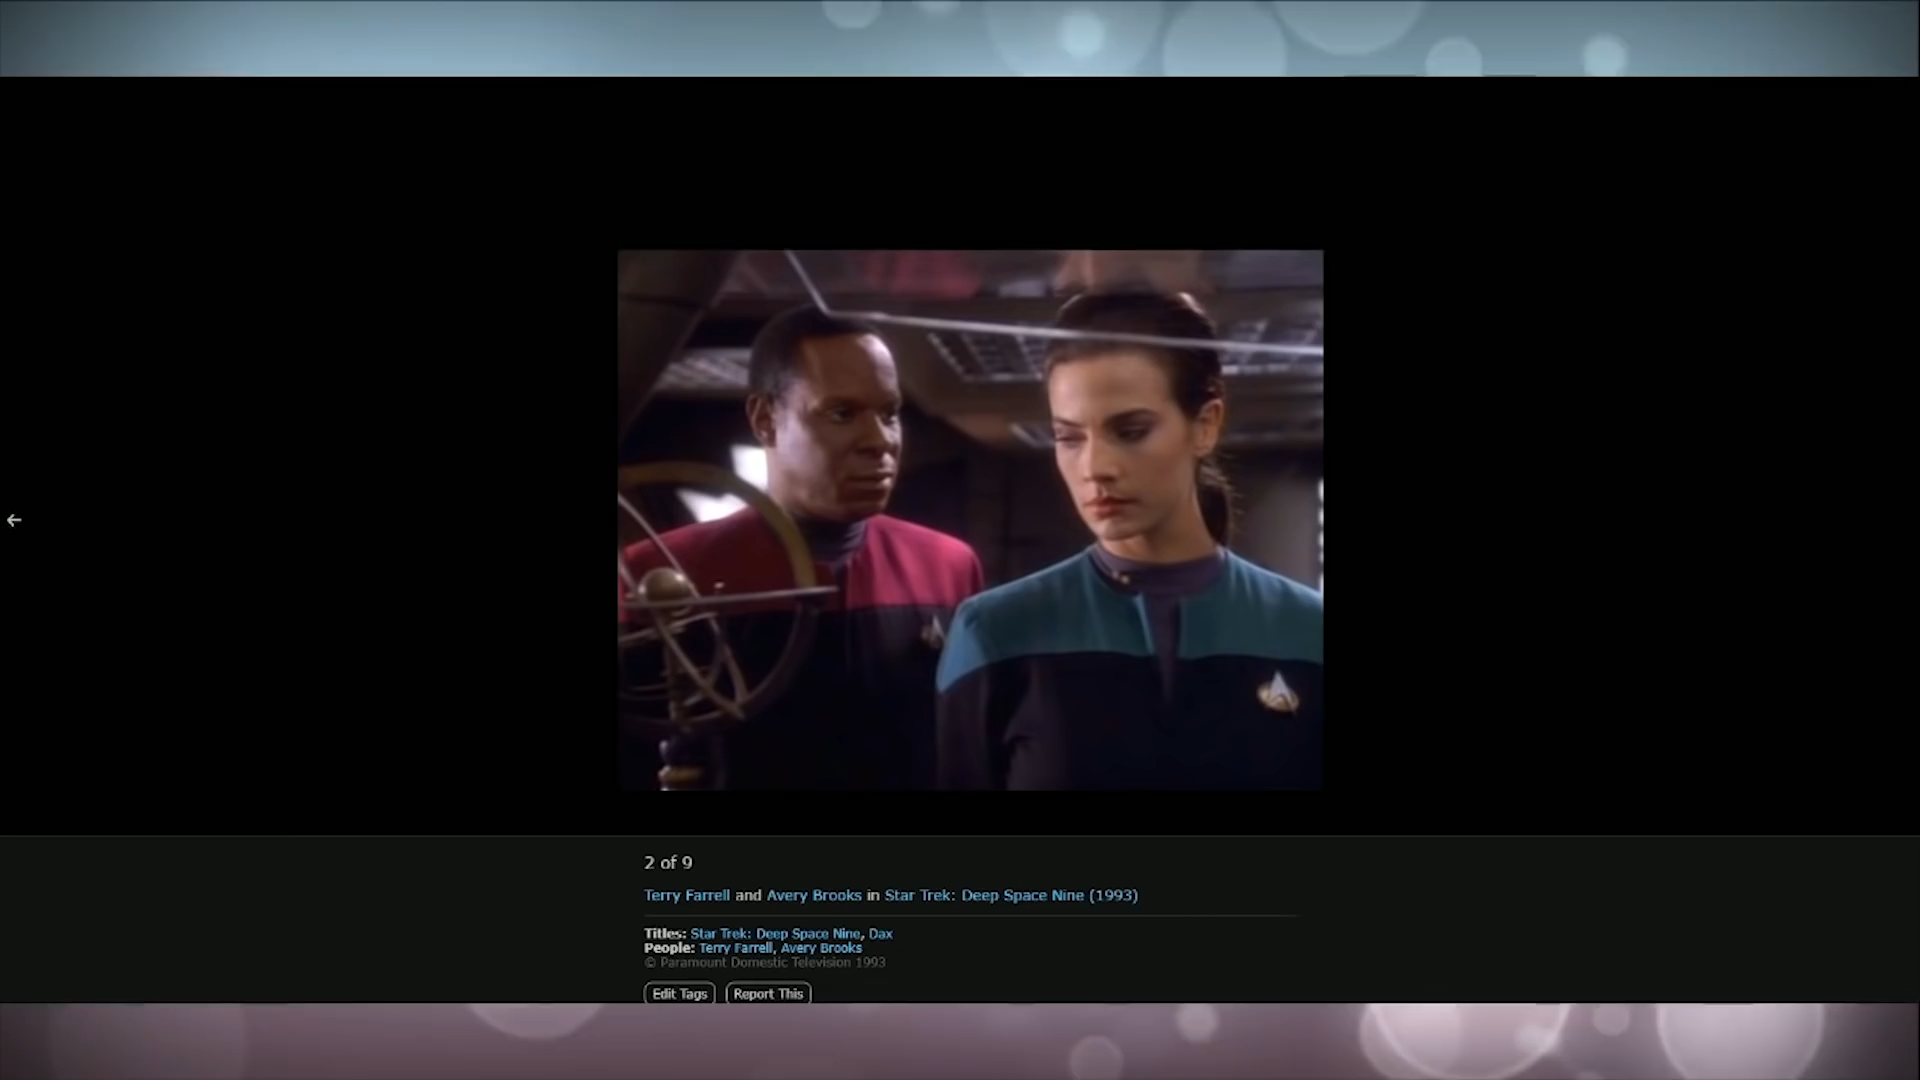 2 of 9
Terry Farrell and Avery Brooks in Star Trek: Deep Space Nine (1993)
Titles: Star Trek: Deep Space Nine, Dax
People: Terry Farrell, Avery Brooks
© Paramount Domestic Television 1993
Edit Tags Report This